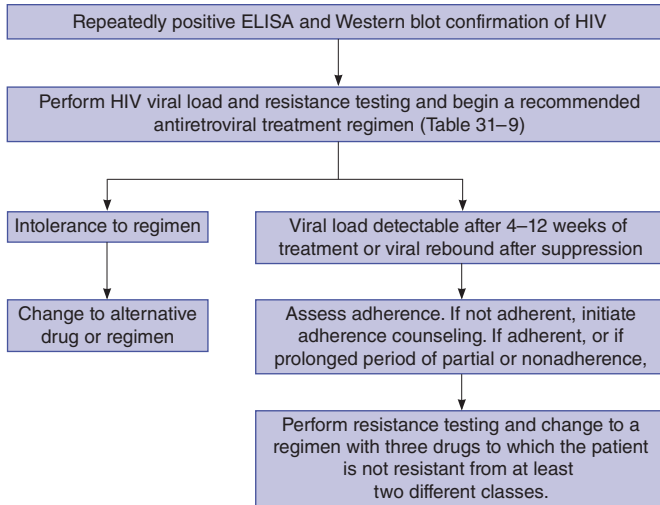 Repeatedly positive ELISA and Western blot confirmation of HIV
Perform HIV viral load and resistance testing and begin a recommended
antiretroviral treatment regimen (Table 31–9)
Intolerance to regimen
Change to alternative
drug or regimen
Viral load detectable after 4–12 weeks of
treatment or viral rebound after suppression
Assess adherence. If not adherent, initiate
adherence counseling. If adherent, or if
prolonged period of partial or nonadherence,
Perform resistance testing and change to a
regimen with three drugs to which the patient
is not resistant from at least
two different classes.